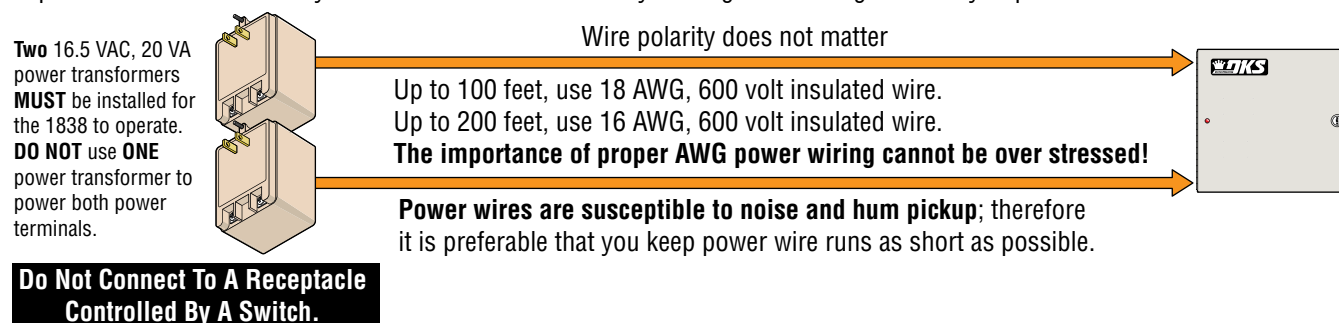 Two 16.5 VAC, 20 VA
power transformers
MUST be installed for
the 1838 to operate.
DO NOT use ONE
power transformer to
power both power
terminals.
Do Not Connect To A Receptacle
Controlled By A Switch.
Wire polarity does not matter
Up to 100 feet, use 18 AWG, 600 volt insulated wire.
Up to 200 feet, use 16 AWG, 600 volt insulated wire.
The importance of proper AWG power wiring cannot be over stressed!
Power wires are susceptible to noise and hum pickup; therefore
it is preferable that you keep power wire runs as short as possible.
DKS